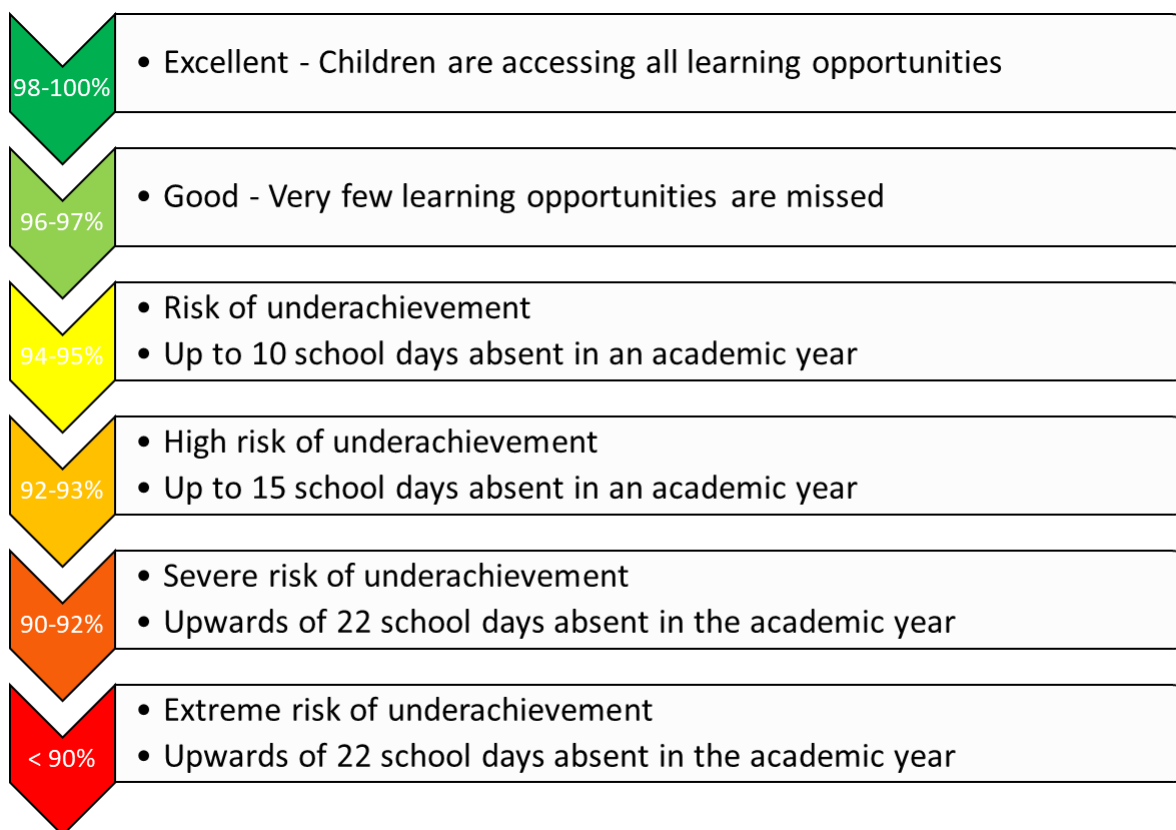 98-100%
• Excellent - Children are accessing all learning opportunities
96-97%
• Good - Very few learning opportunities are missed
94-95%
• Risk of underachievement
• Up to 10 school days absent in an academic year
92-93%
• High risk of underachievement
• Up to 15 school days absent in an academic year
90-92%
• Severe risk of underachievement
• Upwards of 22 school days absent in the academic year
< 90%
• Extreme risk of underachievement
• Upwards of 22 school days absent in the academic year